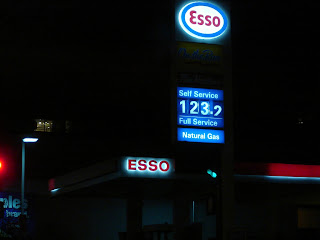 Esso
Self Service
123.2
Full Service
Natural Gas
ESSO